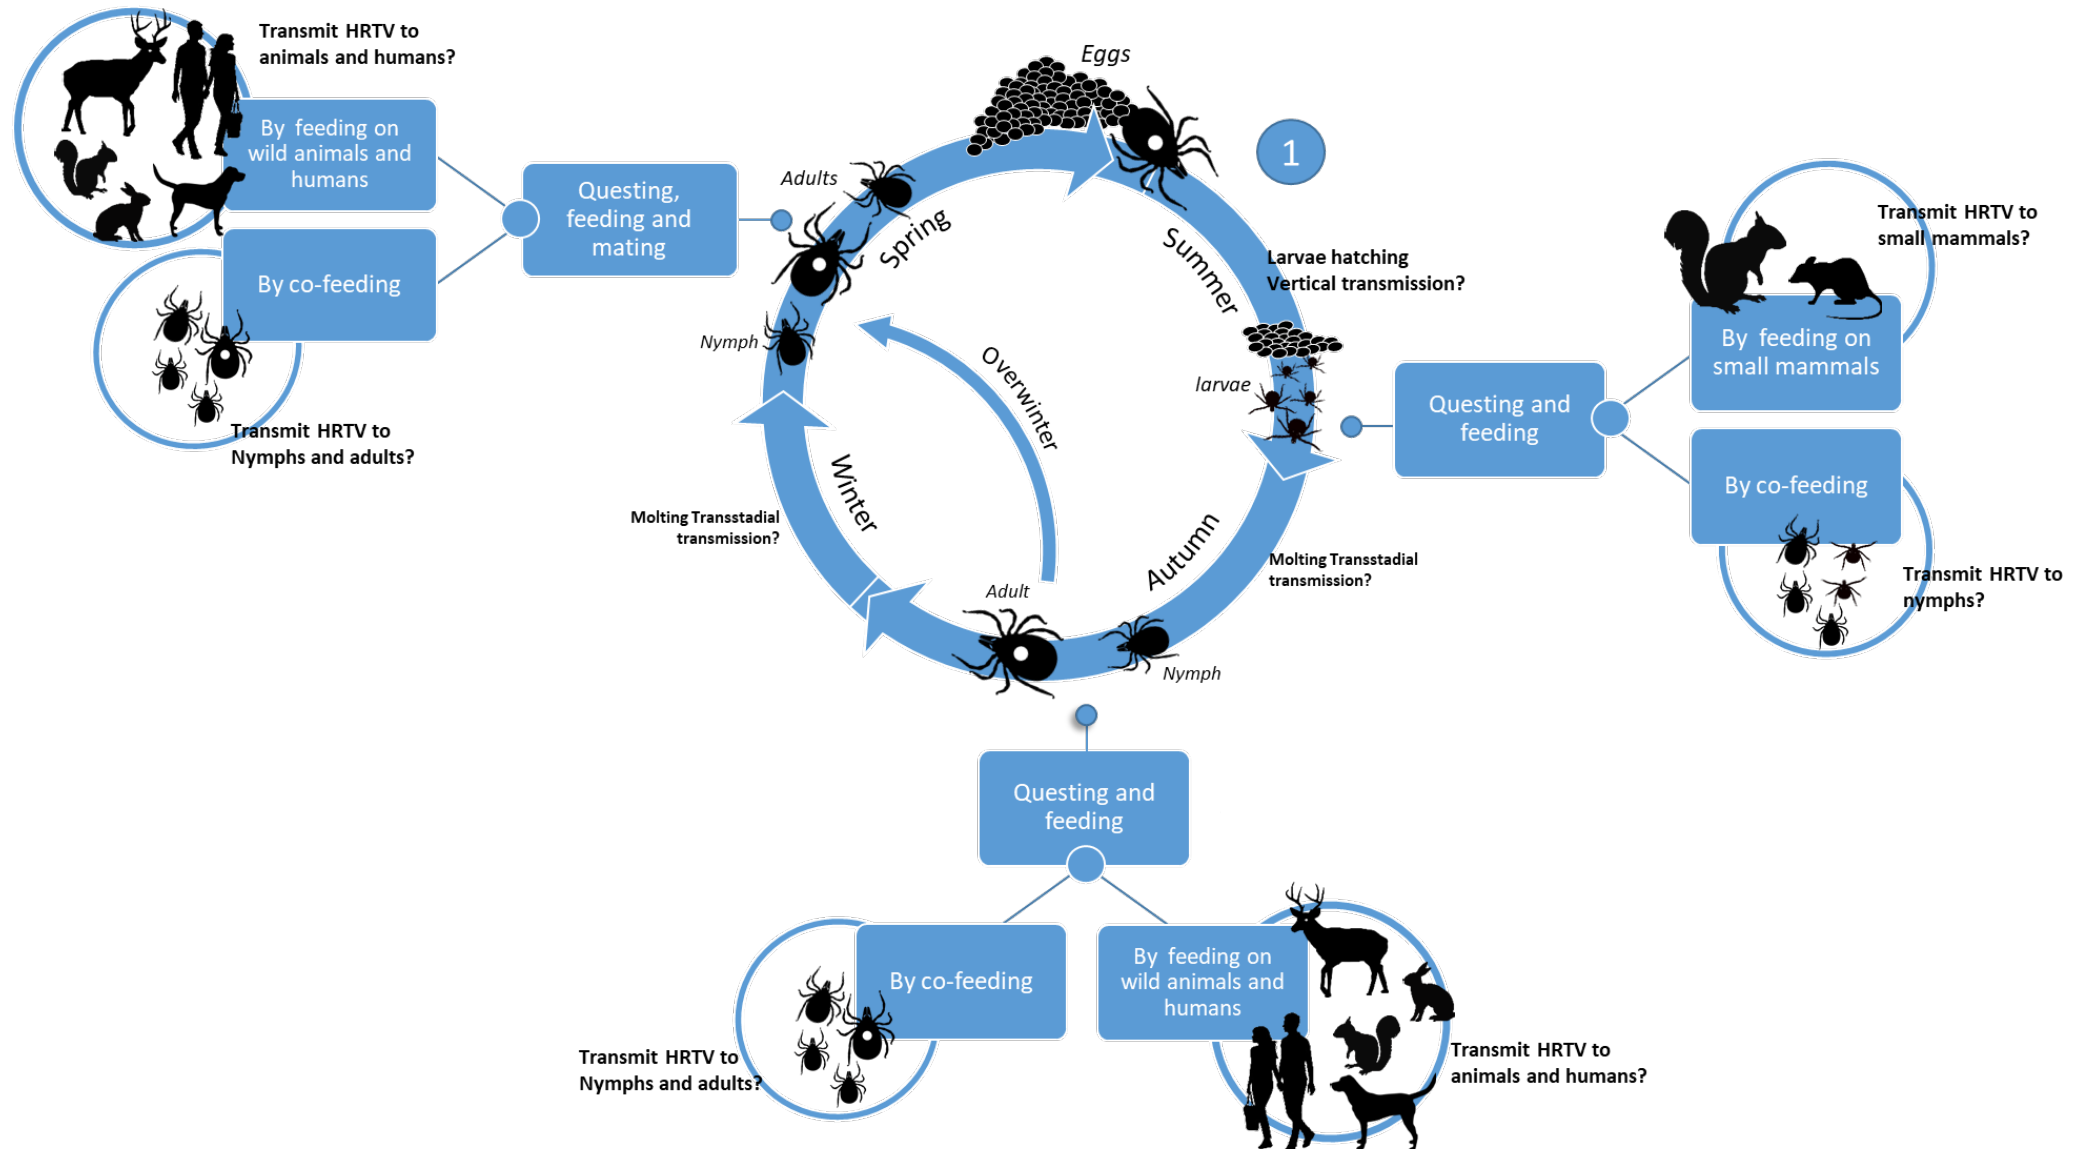 Transmit HRTV to
animals and humans?
By feeding on
wild animals and
humans
By co-feeding
Transmit HRTV to
Nymphs and adults?
Questing,
feeding and
mating
Eggs
Adults
Nymph
Spring
1
Summer
Larvae hatching
Vertical transmission?
larvae
Overwinter
Winter
Molting Transstadial
transmission?
Autumn
Molting Transstadial
transmission?
Adult
Nymph
Questing and
feeding
Transmit HRTV to
small mammals?
By feeding on
small mammals
By co-feeding
Transmit HRTV to
nymphs?
Questing and
feeding
By co-feeding
Transmit HRTV to
Nymphs and adults?
By feeding on
wild animals and
humans
Transmit HRTV to
animals and humans?